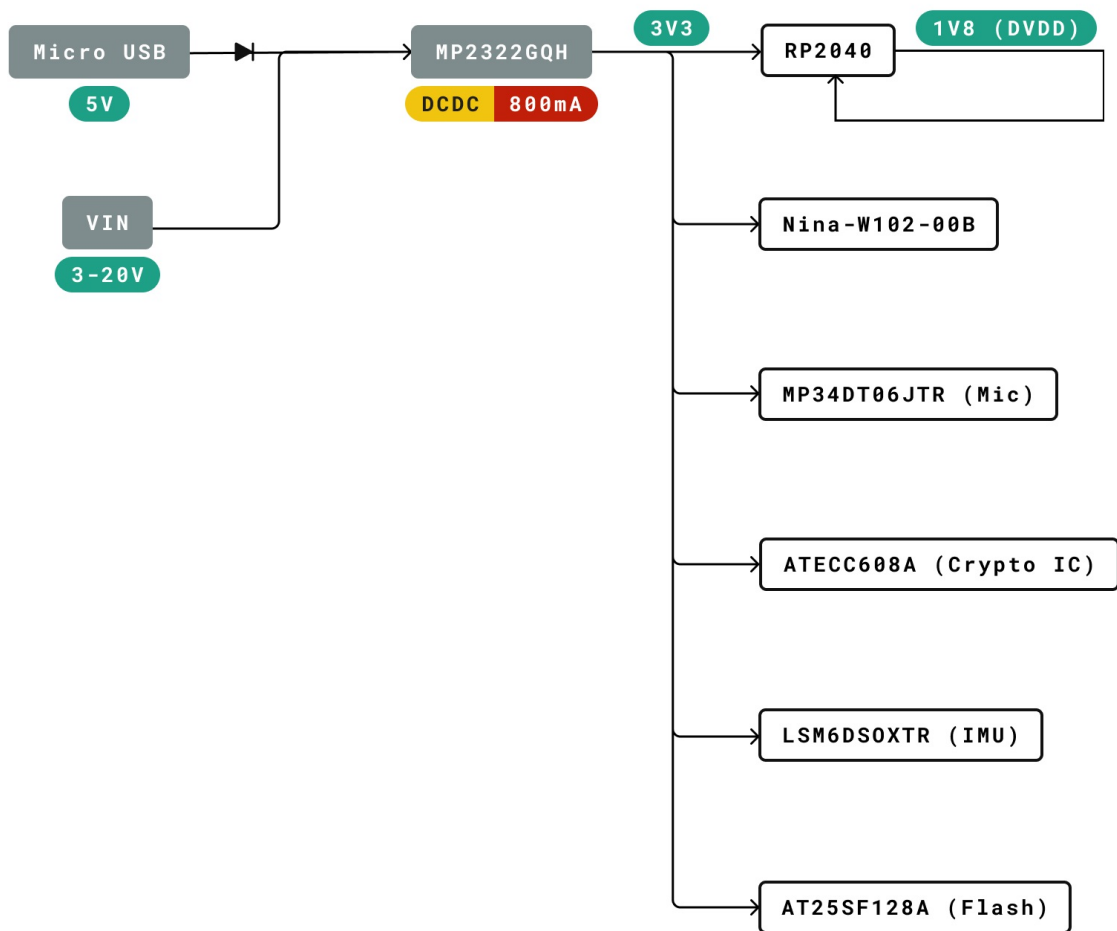 Micro USB
5V
VIN
3-20V
MP2322GQH
DCDC 800mA
3V3
RP2040
1V8 (DVDD)
Nina-W102-00B
MP34DT06JTR (Mic)
ATECC608A (Crypto IC)
LSM6DSOXTR (IMU)
AT25SF128A (Flash)